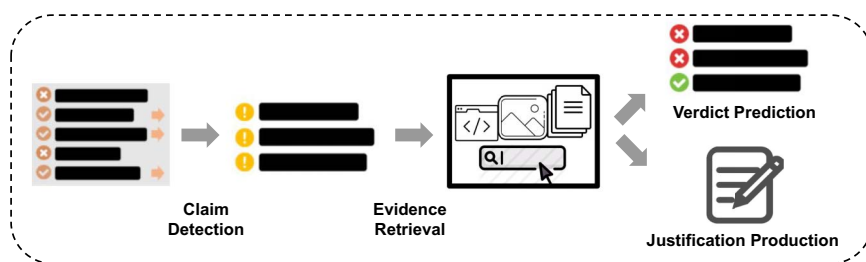 </>
Verdict Prediction
Claim
Detection
Evidence
Retrieval
Justification Production